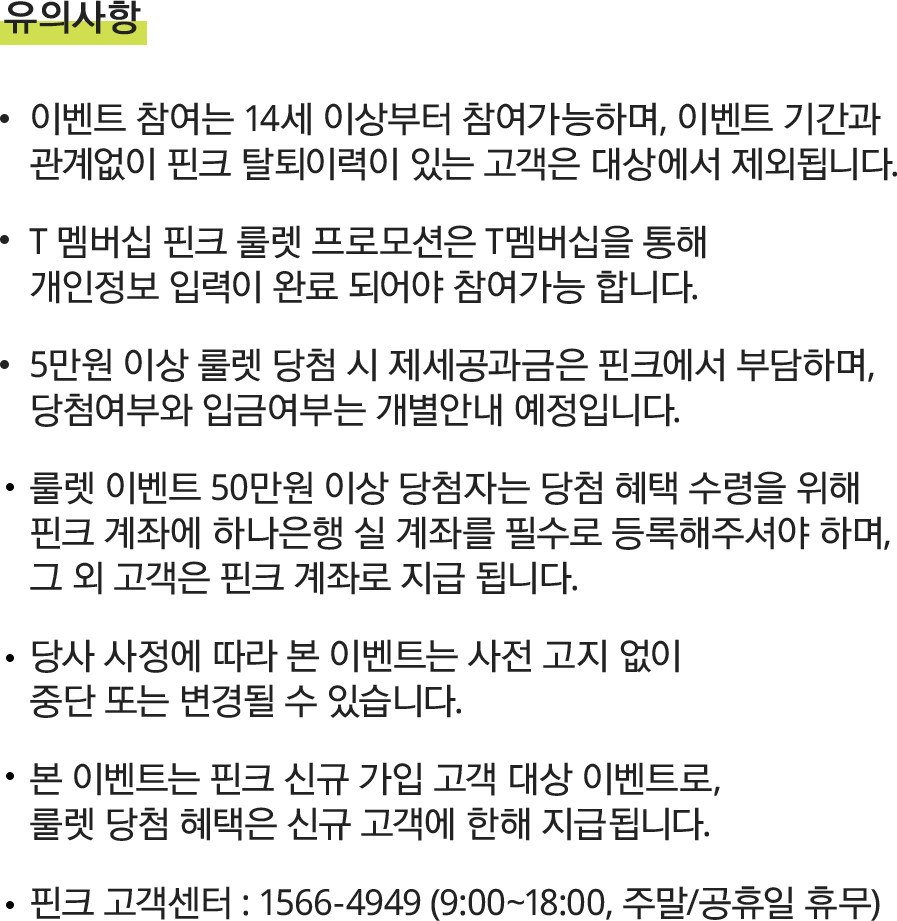 유의사항
• 이벤트 참여는 14세 이상부터 참여가능하며, 이벤트 기간과
관계없이 핀크 탈퇴이력이 있는 고객은 대상에서 제외됩니다.
• T 멤버십 핀크 룰렛 프로모션은 T멤버십을 통해
개인정보 입력이 완료 되어야 참여가능 합니다.
• 5만원 이상 룰렛 당첨 시 제세공과금은 핀크에서 부담하며,
당첨여부와 입금여부는 개별안내 예정입니다.
• 룰렛 이벤트 50만원 이상 당첨자는 당첨 혜택 수령을 위해
핀크 계좌에 하나은행 실 계좌를 필수로 등록해주셔야 하며,
그 외 고객은 핀크 계좌로 지급 됩니다.
• 당사 사정에 따라 본 이벤트는 사전 고지 없이
중단 또는 변경될 수 있습니다.
• 본 이벤트는 핀크 신규 가입 고객 대상 이벤트로,
룰렛 당첨 혜택은 신규 고객에 한해 지급됩니다.
• 핀크 고객센터 : 1566-4949 (9:00~18:00, 주말/공휴일 휴무)